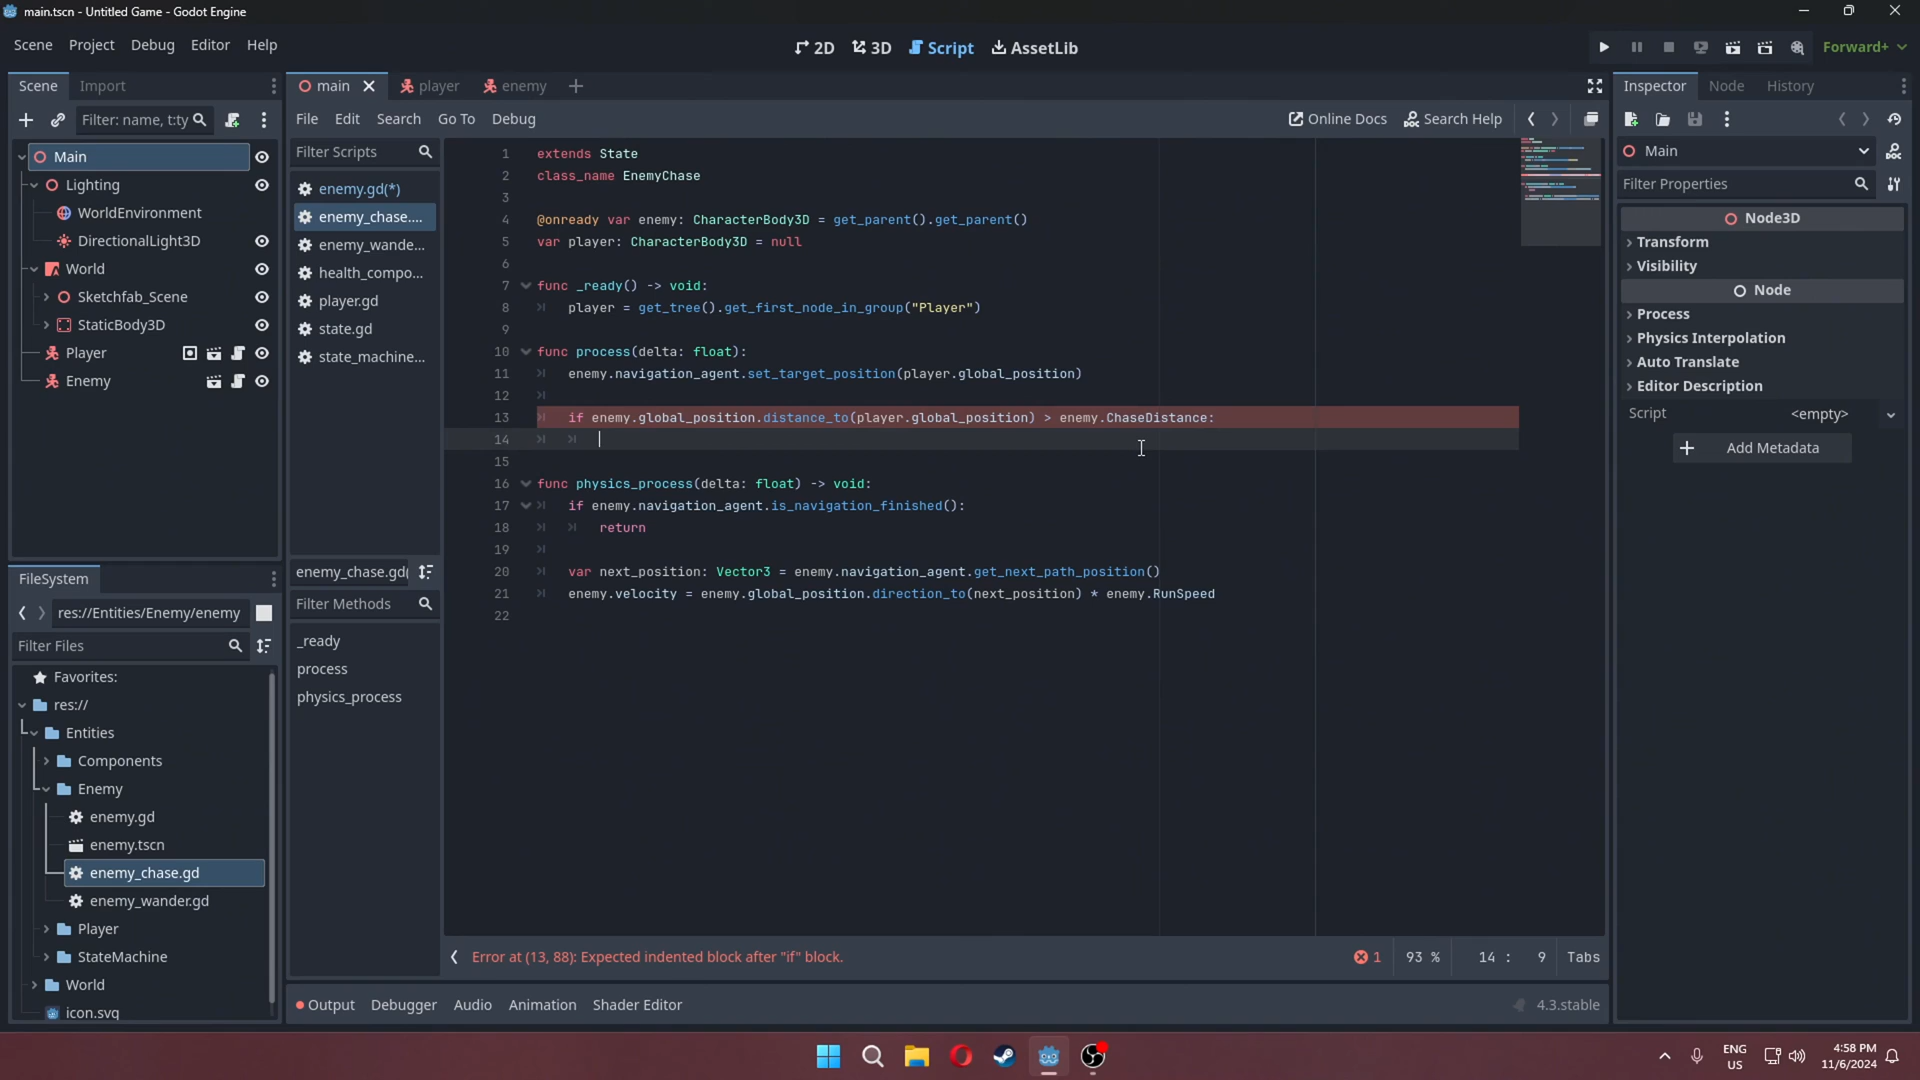 main.tscn - Untitled Game - Godot Engine
Scene Project Debug Editor Help
2D 3D Script AssetLib
Forward+
Scene Import
main player enemy
Inspector Node History
Filter: name, t:ty
File Edit Search Go To Debug
Online Docs Search Help
Main
World
Lighting
WorldEnvironment
DirectionalLight3D
World
Sketchfab_Scene
StaticBody3D
Player
Enemy
Filter Scripts
enemy.gd(*)
enemy_chase....
enemy_wande...
health_compo...
player.gd
state.gd
state_machine...
enemy_chase.gd(
Filter Methods
_ready
process
physics_process
1 extends State
2 class_name EnemyChase
3
4 @onready var enemy: CharacterBody3D = get_parent().get_parent()
5 var player: CharacterBody3D = null
6
7 func _ready() -> void:
8 player = get_tree().get_first_node_in_group("Player")
9
10 func process(delta: float):
11 enemy.navigation_agent.set_target_position(player.global_position)
12
13 if enemy.global_position.distance_to(player.global_position) > enemy.ChaseDistance:
14
15
16 func physics_process(delta: float) -> void:
17 if enemy.navigation_agent.is_navigation_finished():
18 return
19
20 var next_position: Vector3 = enemy.navigation_agent.get_next_path_position()
21 enemy.velocity = enemy.global_position.direction_to(next_position) * enemy.RunSpeed
22
Error at (13, 88): Expected indented block after "if" block.
1 93 % 14 : 9 Tabs
Output Debugger Audio Animation Shader Editor
4.3.stable
Main
Filter Properties
Node3D
Transform
Visibility
Node
Process
Physics Interpolation
Auto Translate
Editor Description
Script <empty>
Add Metadata
FileSystem
res://Entities/Enemy/enemy
Filter Files
Favorites:
res://
Entities
Components
Enemy
enemy.gd
enemy.tscn
enemy_chase.gd
enemy_wander.gd
Player
StateMachine
World
icon.svg
ENG
US
4:58 PM
11/6/2024